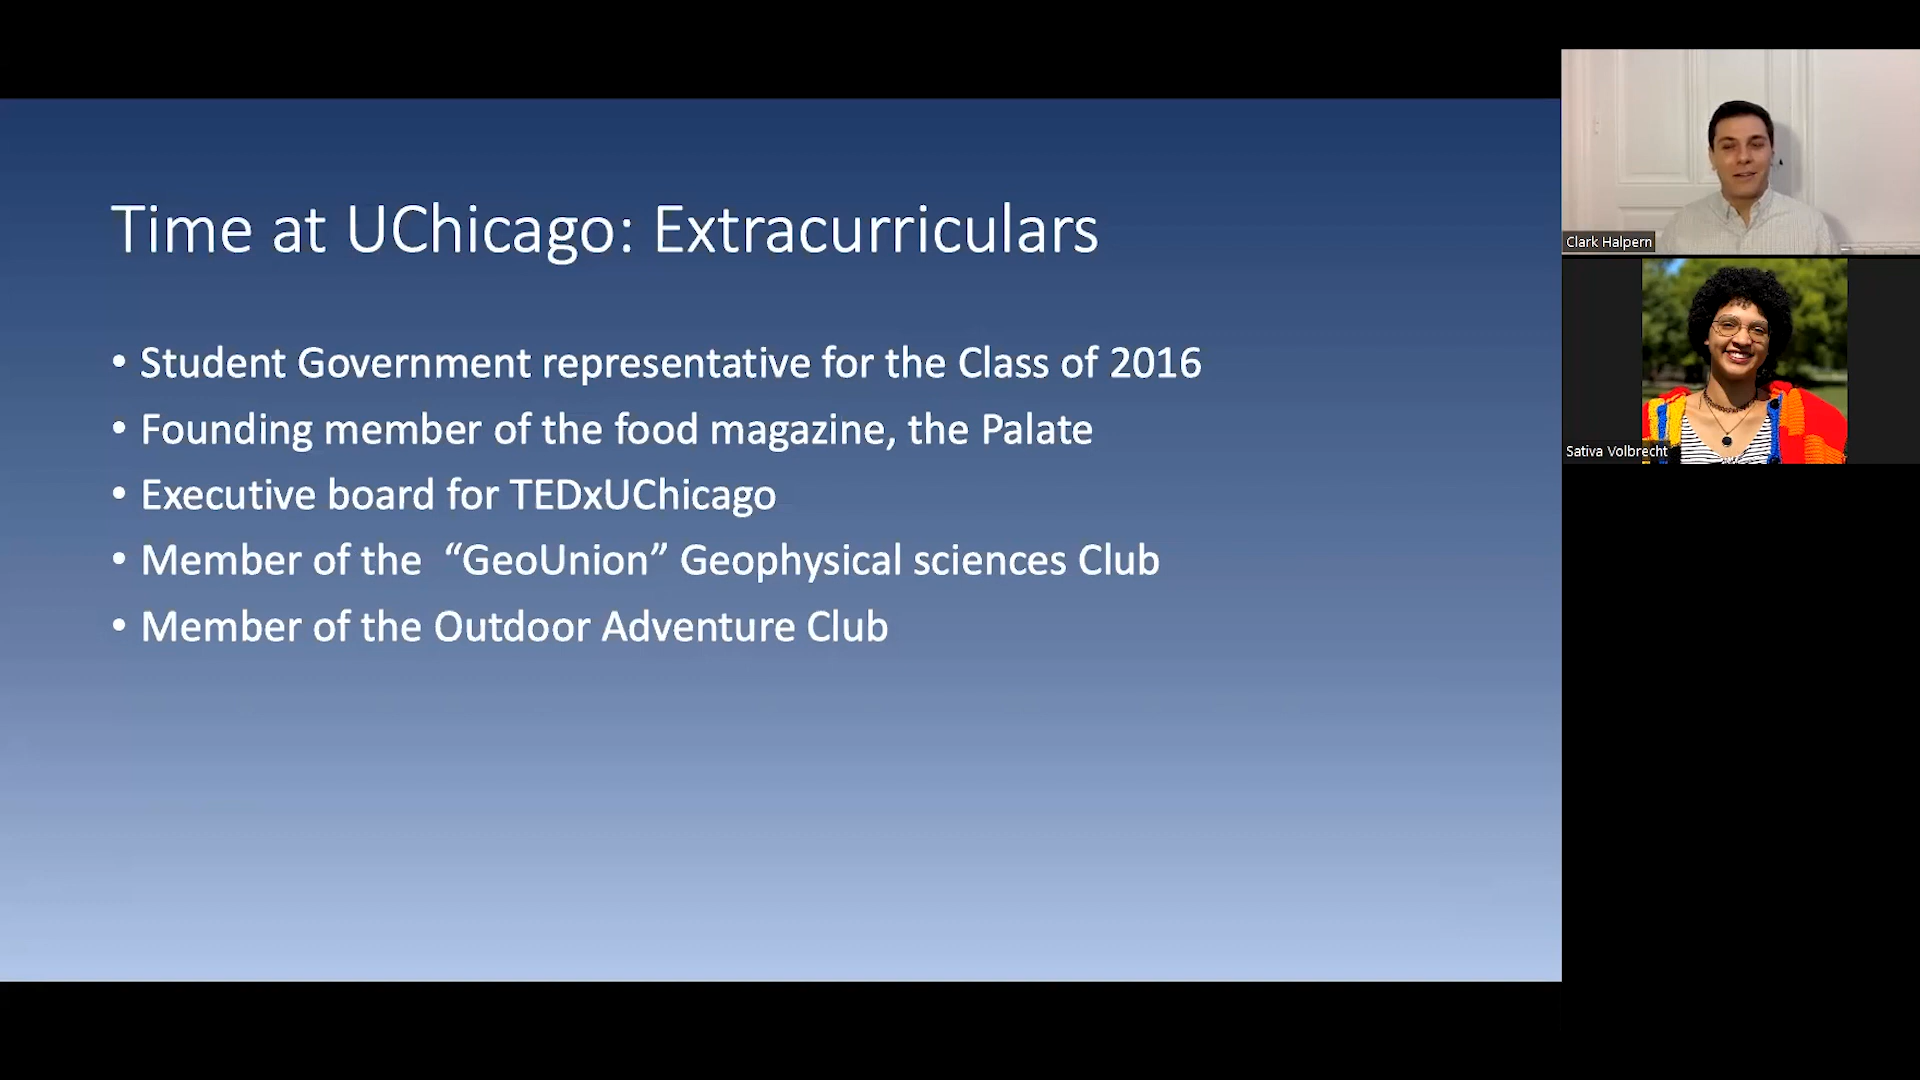 Time at UChicago: Extracurriculars
• Student Government representative for the Class of 2016
• Founding member of the food magazine, the Palate
• Executive board for TEDxUChicago
• Member of the  “GeoUnion” Geophysical sciences Club
• Member of the Outdoor Adventure Club
Clark Halpern
Sativa Volbrecht